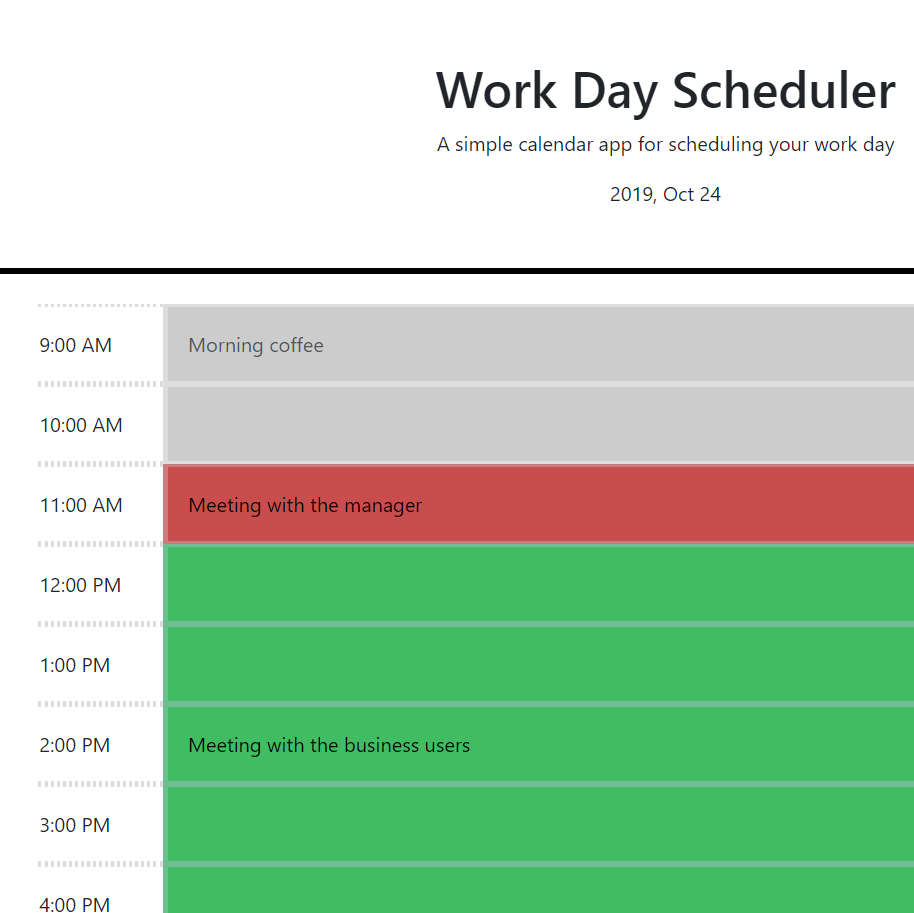 Work Day Scheduler
A simple calendar app for scheduling your work day
2019, Oct 24
9:00 AM Morning coffee
10:00 AM
11:00 AM Meeting with the manager
12:00 PM
1:00 PM
2:00 PM Meeting with the business users
3:00 PM
4:00 PM